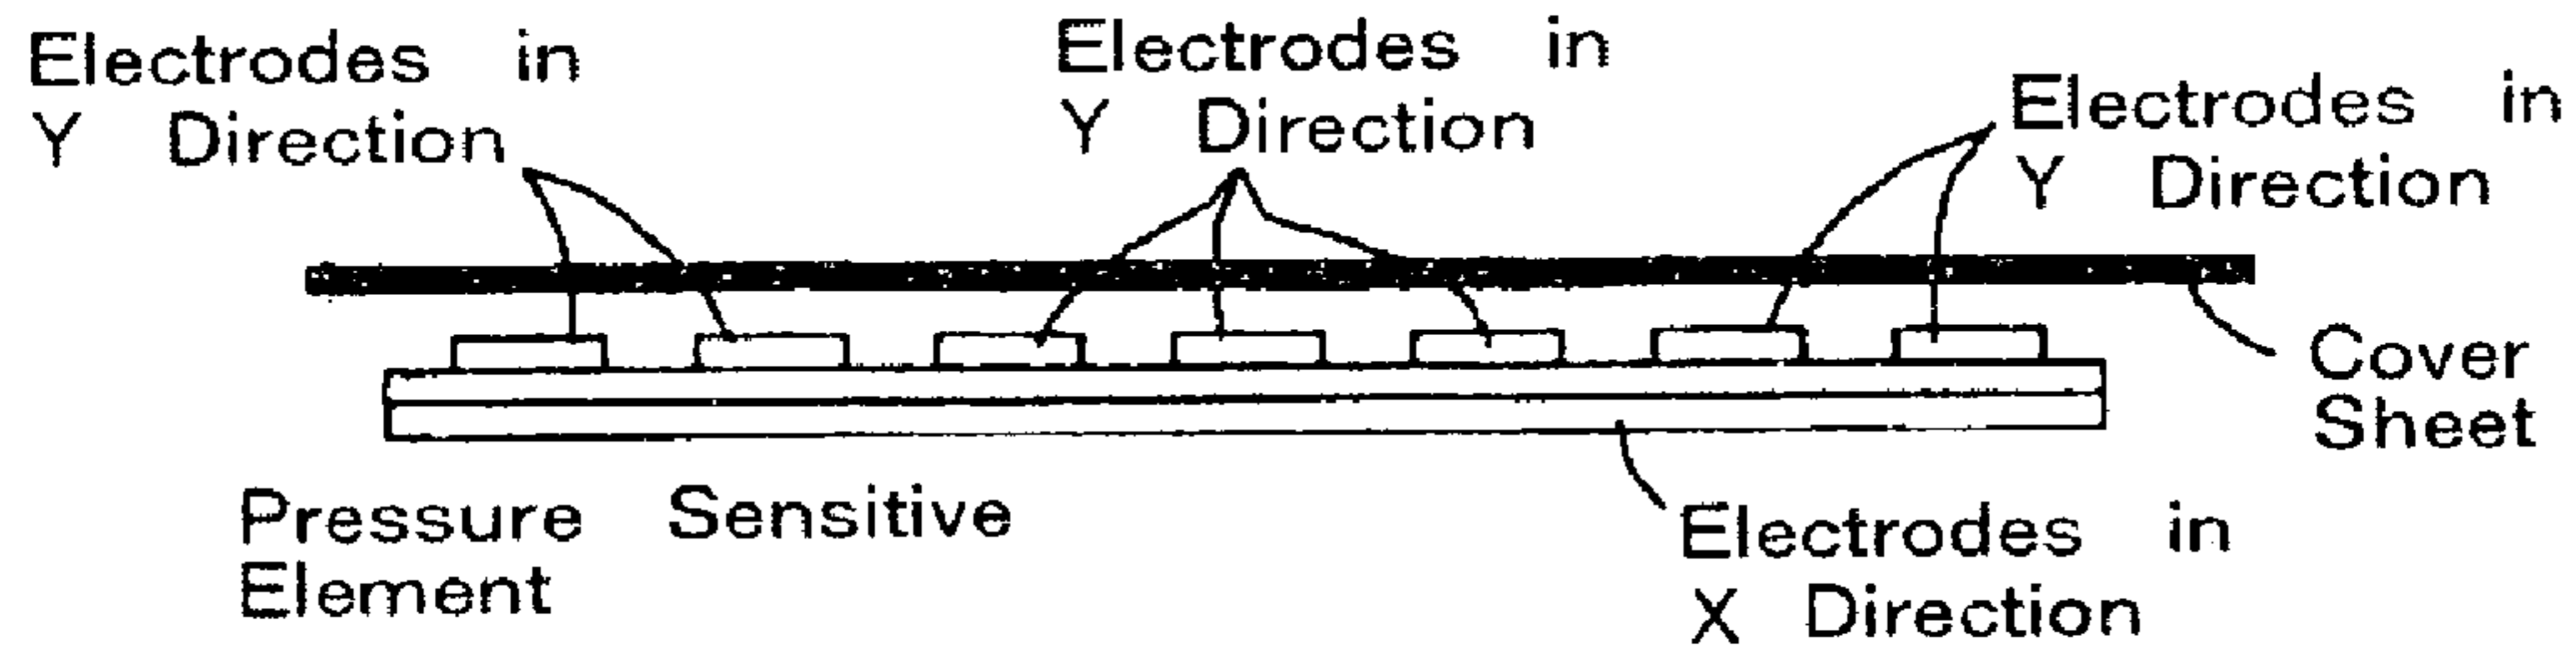 Electrodes in
Y Direction
Electrodes in
Y Direction
Electrodes in
Y Direction
Cover
Sheet
Pressure Sensitive
Element
Electrodes in
X Direction